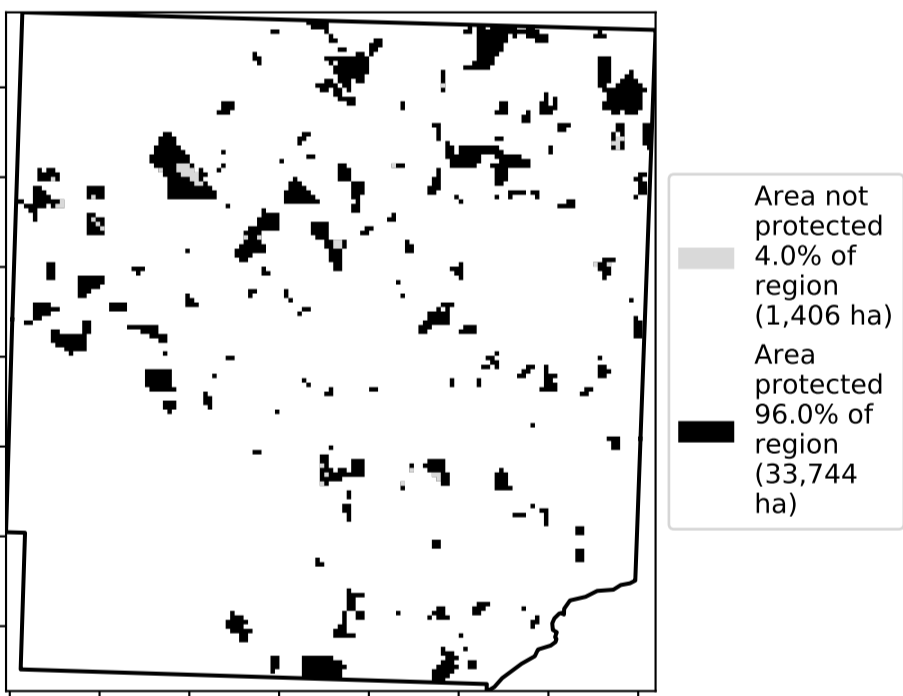 Area not
protected
4.0% of
region
(1,406 ha)
Area
protected
96.0% of
region
(33,744
ha)